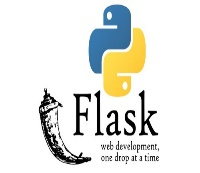 Flask
web development,
one drop at a time